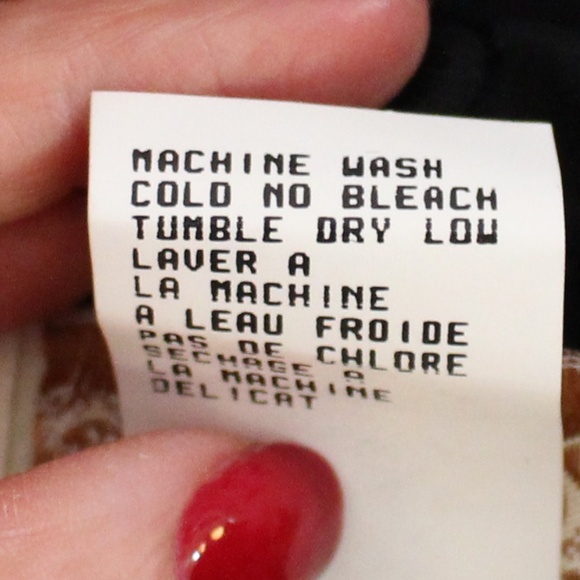 MACHINE WASH
COLD NO BLEACH
TUMBLE DRY LOW
LAVER A
LA MACHINE
A LEAU FROIDE
PAS DE CHLORE
SECHAGE A
LA MACHINE
DELICAT